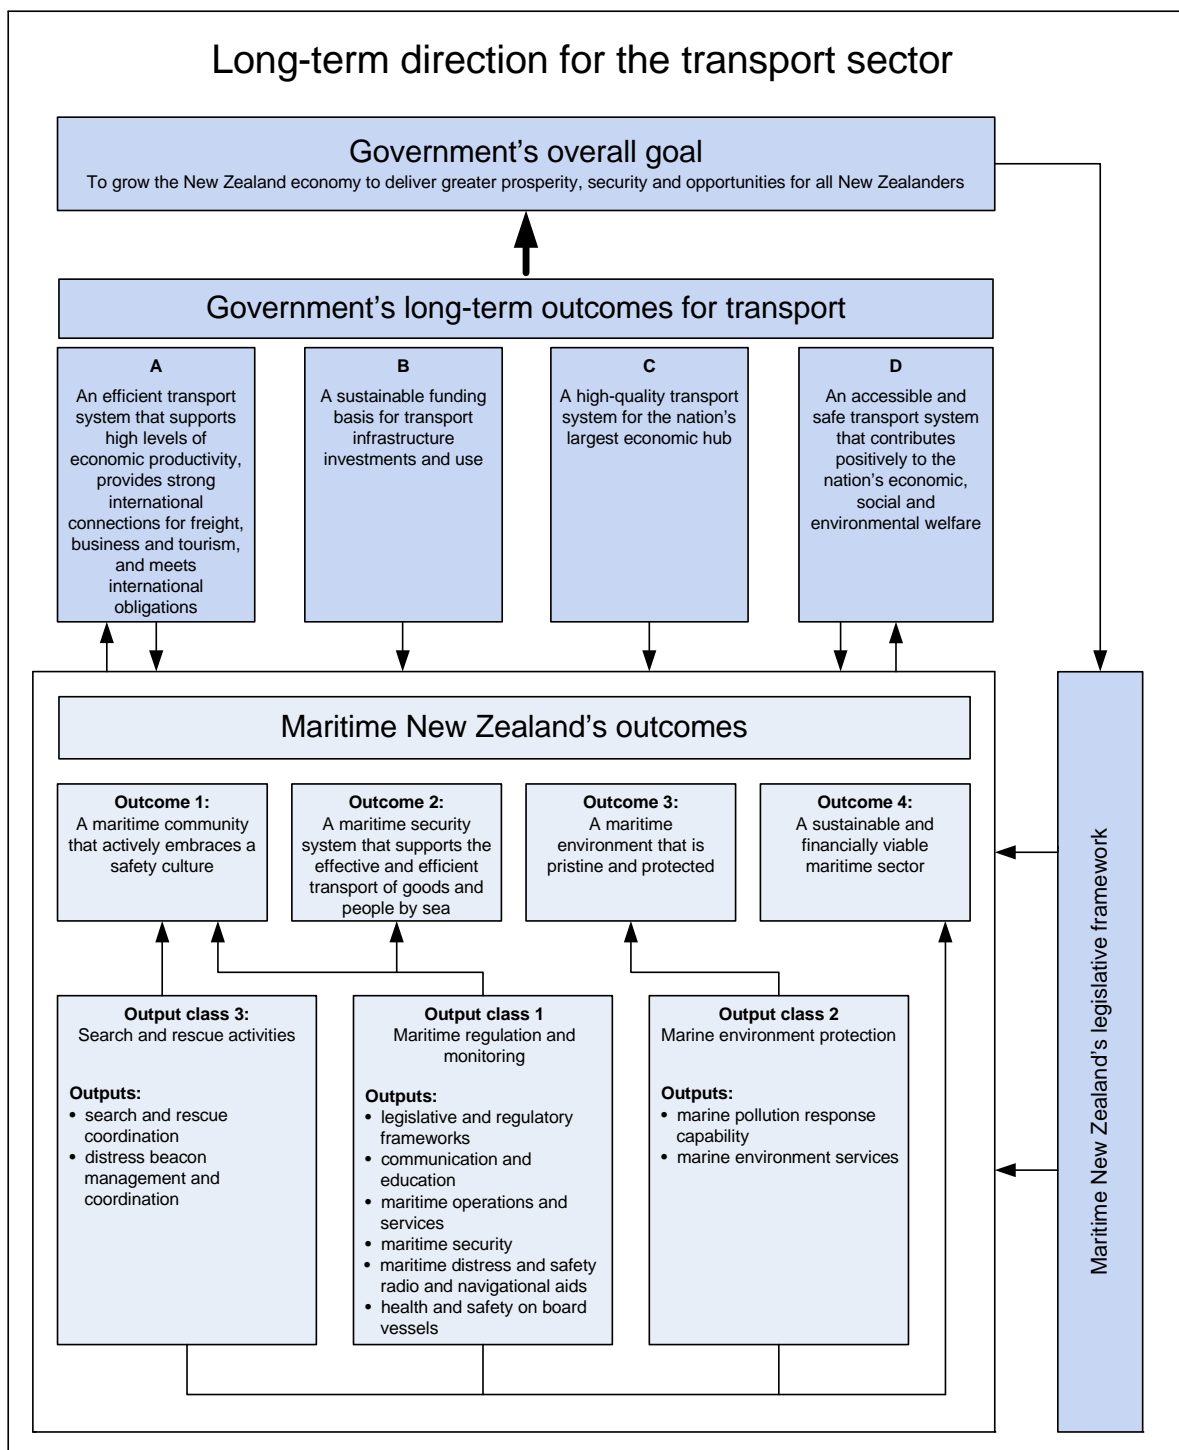 Long-term direction for the transport sector
Government’s overall goal
To grow the New Zealand economy to deliver greater prosperity, security and opportunities for all New Zealanders
Government’s long-term outcomes for transport
A
An efficient transport
system that supports
high levels of
economic productivity,
provides strong
international
connections for freight,
business and tourism,
and meets
international
obligations
B
A sustainable funding
basis for transport
infrastructure
investments and use
C
A high-quality transport
system for the nation’s
largest economic hub
D
An accessible and
safe transport system
that contributes
positively to the
nation’s economic,
social and
environmental welfare
Maritime New Zealand’s outcomes
Outcome 1:
A maritime community
that actively embraces a
safety culture
Outcome 2:
A maritime security
system that supports the
effective and efficient
transport of goods and
people by sea
Outcome 3:
A maritime
environment that is
pristine and protected
Outcome 4:
A sustainable and
financially viable
maritime sector
Output class 3:
Search and rescue activities
Outputs:
• search and rescue
coordination
• distress beacon
management and
coordination
Output class 1
Maritime regulation and
monitoring
Outputs:
• legislative and regulatory
frameworks
• communication and
education
• maritime operations and
services
• maritime security
• maritime distress and safety
radio and navigational aids
• health and safety on board
vessels
Output class 2
Marine environment protection
Outputs:
• marine pollution response
capability
• marine environment services
Maritime New Zealand’s legislative framework